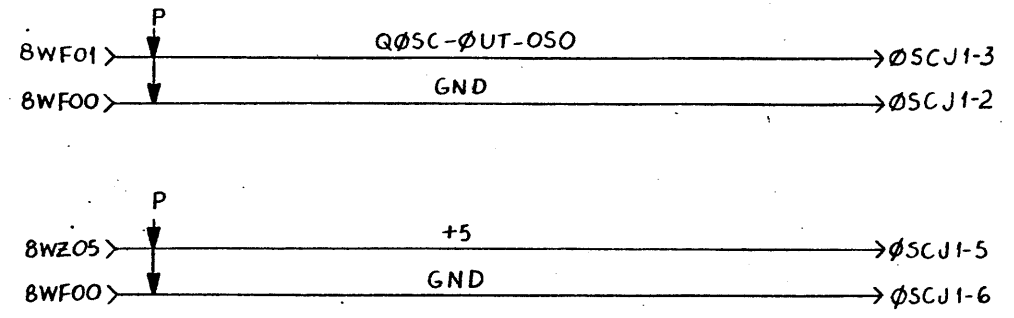 P
8WF01 QØSC-ØUT-OSO ØSCJ1-3
8WF00 GND ØSCJ1-2
P
8WZ05 +5 ØSCJ1-5
8WF00 GND ØSCJ1-6